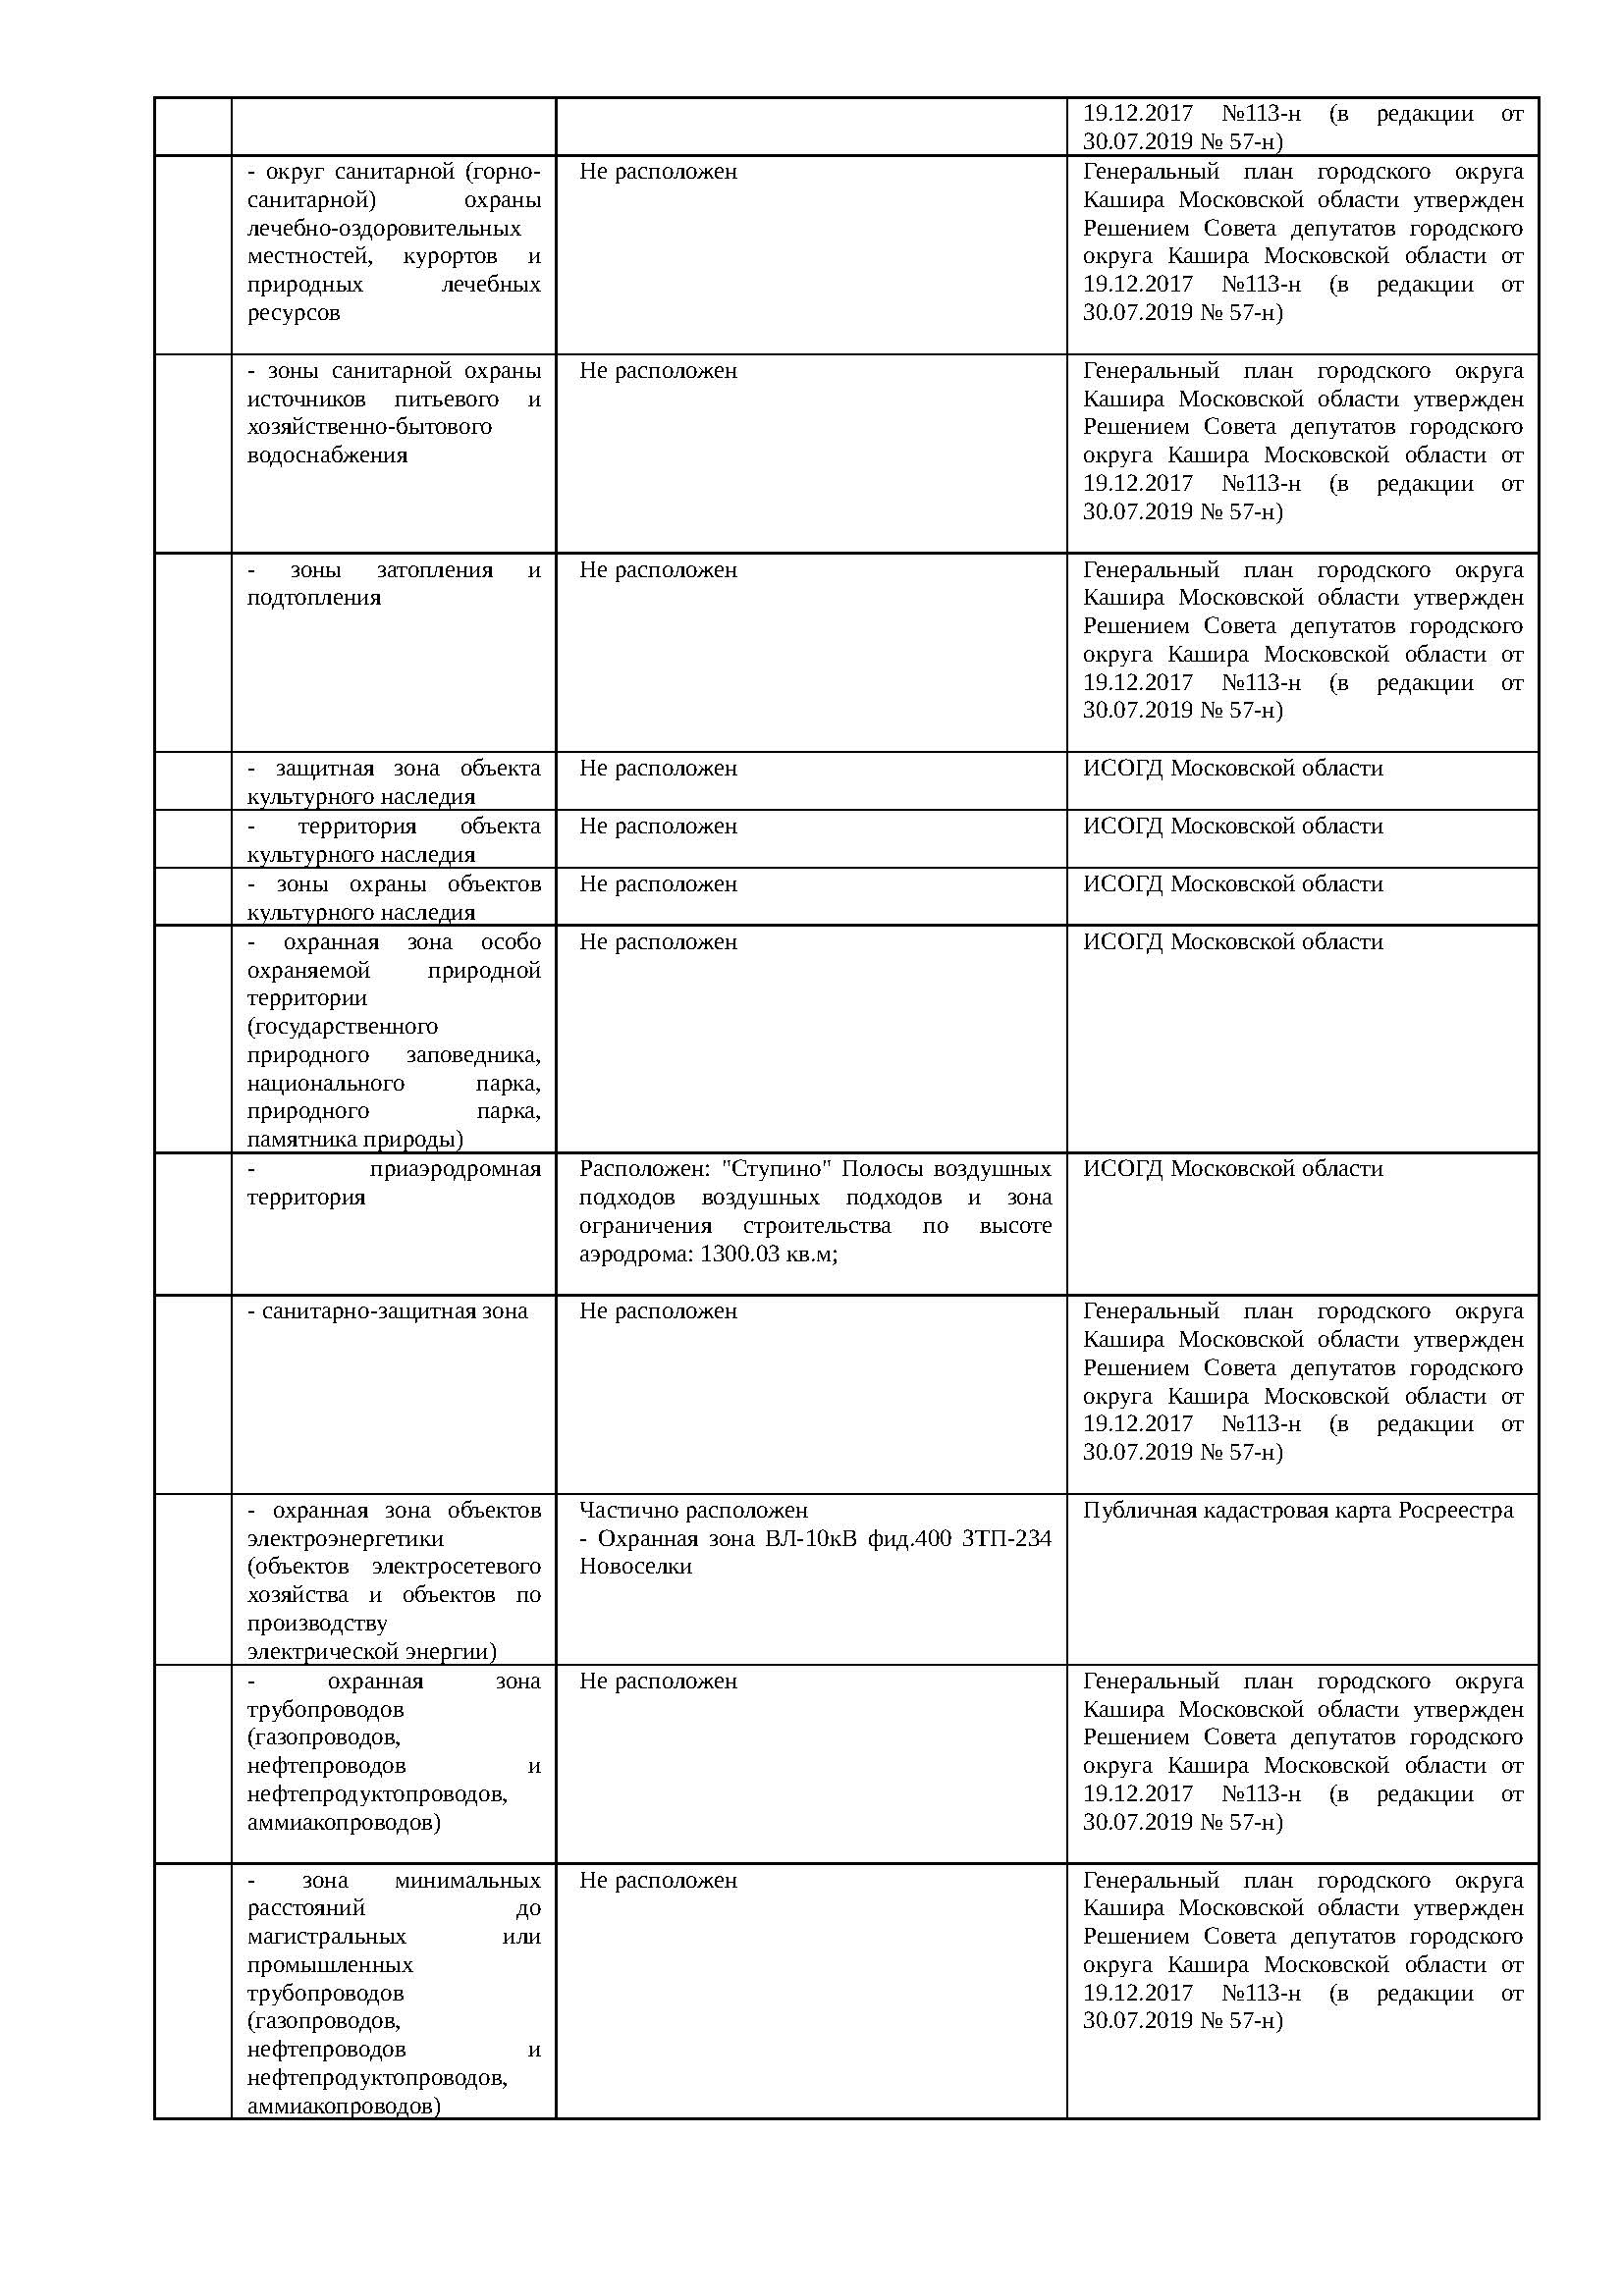 19.12.2017 №113-н (в редакции от
30.07.2019 № 57-н)
- округ санитарной (горно-
санитарной) охраны
лечебно-оздоровительных
местностей, курортов и
природных лечебных
ресурсов
Не расположен
Генеральный план городского округа
Кашира Московской области утвержден
Решением Совета депутатов городского
округа Кашира Московской области от
19.12.2017 №113-н (в редакции от
30.07.2019 № 57-н)
- зоны санитарной охраны
источников питьевого и
хозяйственно-бытового
водоснабжения
Не расположен
Генеральный план городского округа
Кашира Московской области утвержден
Решением Совета депутатов городского
округа Кашира Московской области от
19.12.2017 №113-н (в редакции от
30.07.2019 № 57-н)
- зоны затопления и
подтопления
Не расположен
Генеральный план городского округа
Кашира Московской области утвержден
Решением Совета депутатов городского
округа Кашира Московской области от
19.12.2017 №113-н (в редакции от
30.07.2019 № 57-н)
- защитная зона объекта
культурного наследия
Не расположен
ИСОГД Московской области
- территория объекта
культурного наследия
Не расположен
ИСОГД Московской области
- зоны охраны объектов
культурного наследия
Не расположен
ИСОГД Московской области
- охранная зона особо
охраняемой природной
территории
(государственного
природного заповедника,
национального парка,
природного парка,
памятника природы)
Не расположен
ИСОГД Московской области
- приаэродромная
территория
Расположен: "Ступино" Полосы воздушных
подходов воздушных подходов и зона
ограничения строительства по высоте
аэродрома: 1300.03 кв.м;
ИСОГД Московской области
- санитарно-защитная зона
Не расположен
Генеральный план городского округа
Кашира Московской области утвержден
Решением Совета депутатов городского
округа Кашира Московской области от
19.12.2017 №113-н (в редакции от
30.07.2019 № 57-н)
- охранная зона объектов
электроэнергетики
(объектов электросетевого
хозяйства и объектов по
производству
электрической энергии)
Частично расположен
- Охранная зона ВЛ-10кВ фид.400 ЗТП-234
Новоселки
Публичная кадастровая карта Росреестра
- охранная зона
трубопроводов
(газопроводов,
нефтепроводов и
нефтепродуктопроводов,
аммиакопроводов)
Не расположен
Генеральный план городского округа
Кашира Московской области утвержден
Решением Совета депутатов городского
округа Кашира Московской области от
19.12.2017 №113-н (в редакции от
30.07.2019 № 57-н)
- зона минимальных
расстояний до
магистральных или
промышленных
трубопроводов
(газопроводов,
нефтепроводов и
нефтепродуктопроводов,
аммиакопроводов)
Не расположен
Генеральный план городского округа
Кашира Московской области утвержден
Решением Совета депутатов городского
округа Кашира Московской области от
19.12.2017 №113-н (в редакции от
30.07.2019 № 57-н)